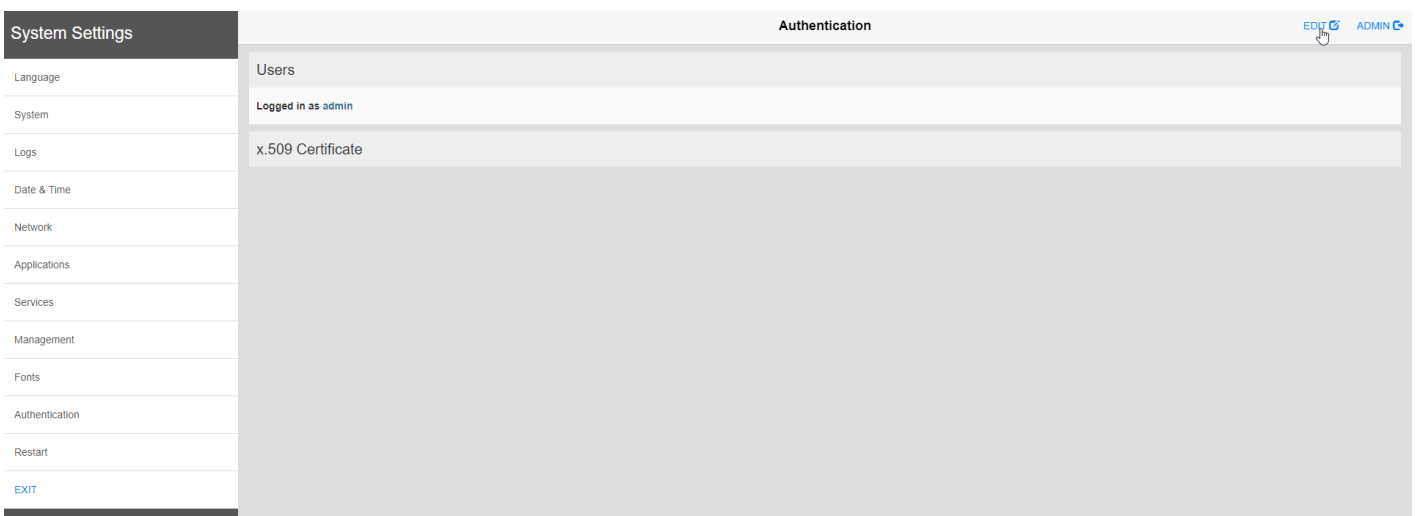 System Settings
Language
System
Logs
Date & Time
Network
Applications
Services
Management
Fonts
Authentication
Restart
EXIT
Authentication
EDIT
ADMIN
Users
Logged in as admin
x.509 Certificate